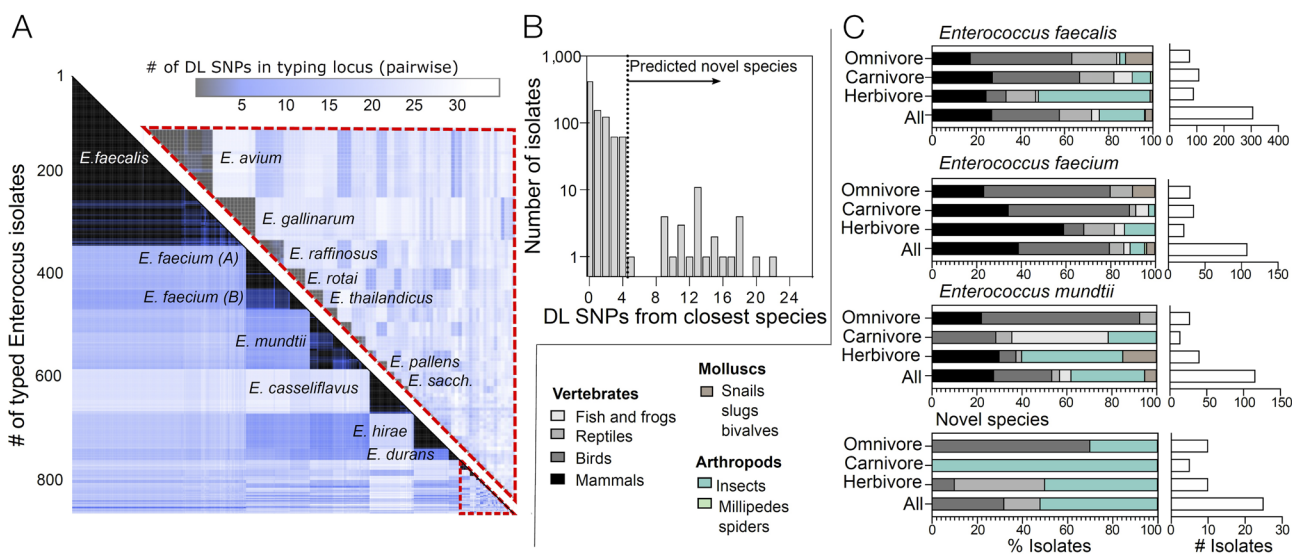 A
# of DL SNPs in typing locus (pairwise)
5 10 15 20 25 30
1
200
400
600
800
# of typed Enteroccus isolates
E.faecalis
E. avium
E. gallinarum
E. raffinosus
E. rotai
E. thailandicus
E. pallens
E. sacch.
E. faecium (A)
E. faecium (B)
E. mundtii
E. casseliflavus
E. hirae
E. durans
B
1,000
100
10
1
Number of isolates
Predicted novel species
0 4 8 12 16 20 24
DL SNPs from closest species
Vertebrates
Fish and frogs
Reptiles
Birds
Mammals
Molluscs
Snails
slugs
bivalves
Arthropods
Insects
Millipedes
spiders
C
Enterococcus faecalis
Omnivore
Carnivore
Herbivore
All
0 20 40 60 80 100
0 100 200 300 400
Enterococcus faecium
Omnivore
Carnivore
Herbivore
All
0 20 40 60 80 100
0 50 100 150
Enterococcus mundtii
Omnivore
Carnivore
Herbivore
All
0 20 40 60 80 100
0 50 100 150
Novel species
Omnivore
Carnivore
Herbivore
All
0 20 40 60 80 100
0 10 20 30
% Isolates
# Isolates